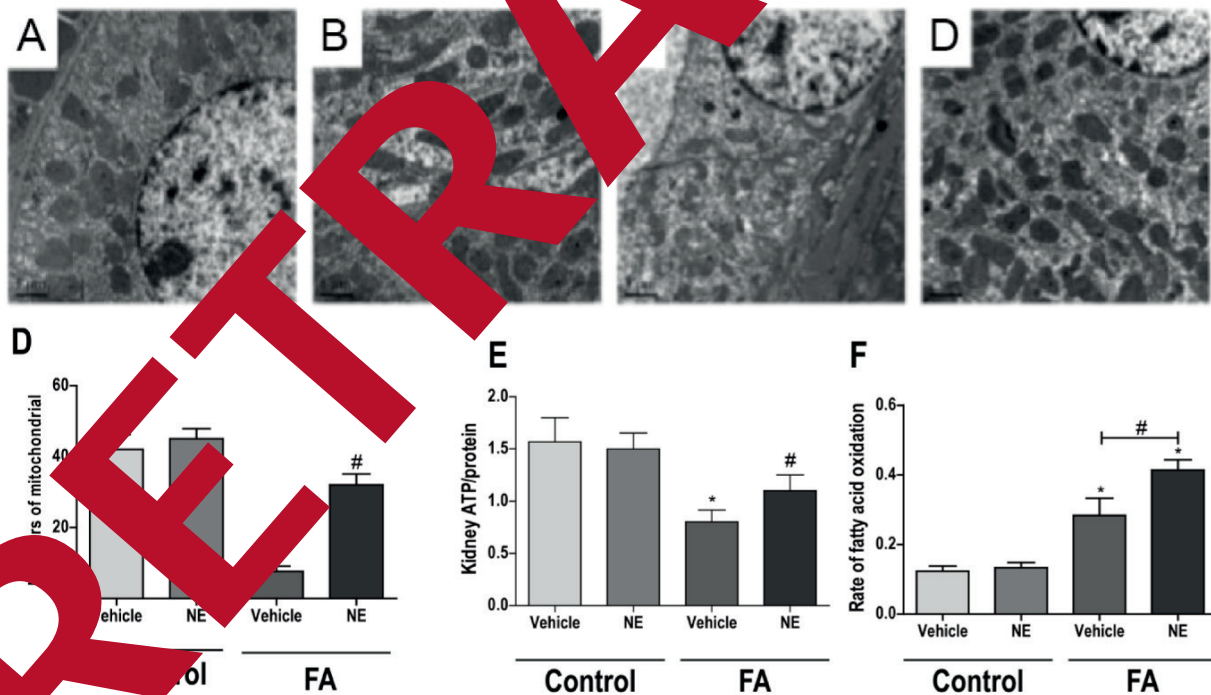 A
B
D
RETRA
D
E
F
60
40
20
rs of mitochondrial
#
Vehicle
NE
Vehicle
NE
rol
FA
2.0
1.5
1.0
0.5
0.0
Kidney ATP/protein
*
#
Vehicle
NE
Vehicle
NE
Control
FA
0.6
0.4
0.2
0.0
Rate of fatty acid oxidation
#
*
*
Vehicle
NE
Vehicle
NE
Control
FA